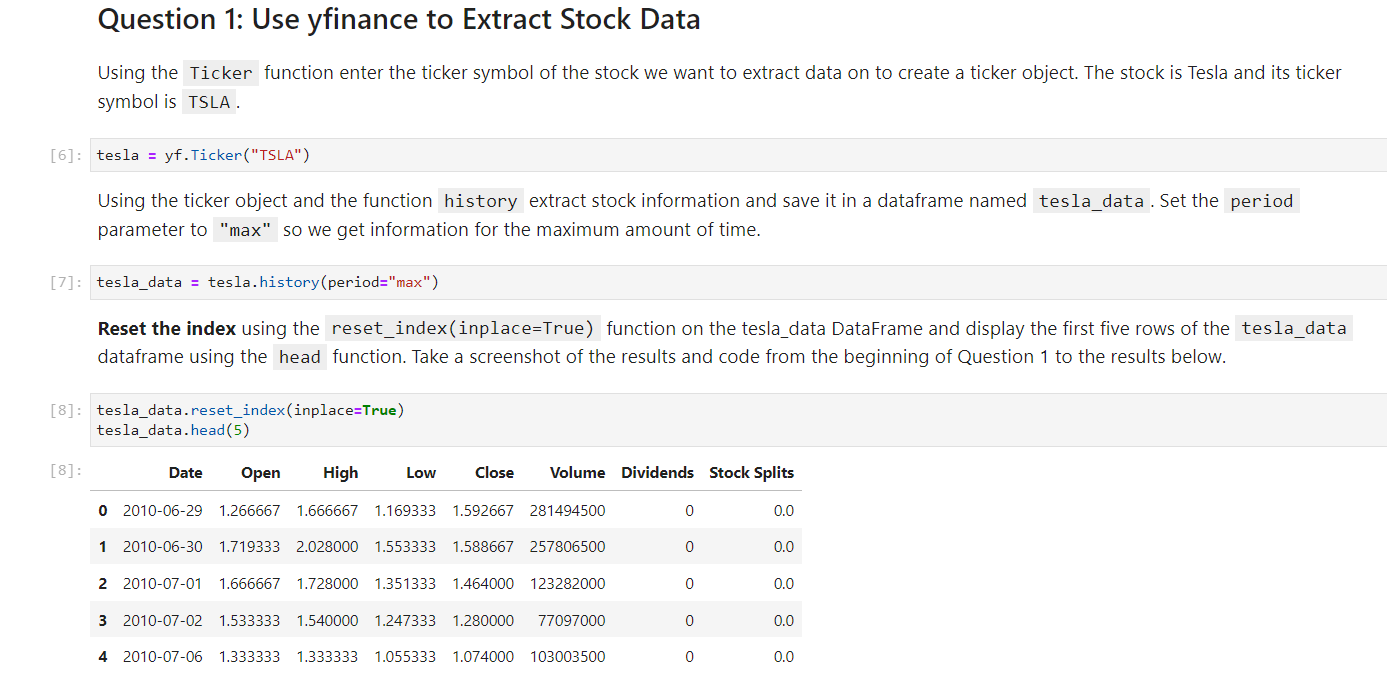 Question 1: Use yfinance to Extract Stock Data
Using the Ticker function enter the ticker symbol of the stock we want to extract data on to create a ticker object. The stock is Tesla and its ticker
symbol is TSLA.
[6]: tesla = yf.Ticker("TSLA")
Using the ticker object and the function history extract stock information and save it in a dataframe named tesla_data. Set the period
parameter to "max" so we get information for the maximum amount of time.
[7]: tesla_data = tesla.history(period="max")
Reset the index using the reset_index(inplace=True) function on the tesla_data DataFrame and display the first five rows of the tesla_data
dataframe using the head function. Take a screenshot of the results and code from the beginning of Question 1 to the results below.
[8]: tesla_data.reset_index(inplace=True)
tesla_data.head(5)
[8]: Date Open High Low Close Volume Dividends Stock Splits
0 2010-06-29 1.266667 1.666667 1.169333 1.592667 281494500 0 0.0
1 2010-06-30 1.719333 2.028000 1.553333 1.588667 257806500 0 0.0
2 2010-07-01 1.666667 1.728000 1.351333 1.464000 123282000 0 0.0
3 2010-07-02 1.533333 1.540000 1.247333 1.280000 77097000 0 0.0
4 2010-07-06 1.333333 1.333333 1.055333 1.074000 103003500 0 0.0